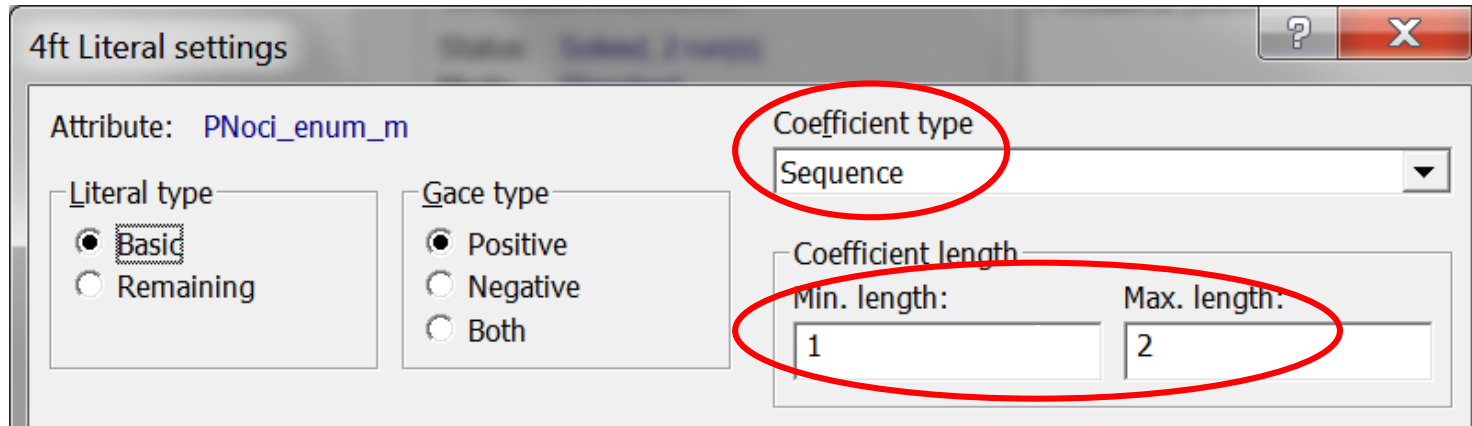 4ft Literal settings
Attribute: PNoci_enum_m
Coefficient type
Sequence
Literal type
Basic
Remaining
Gace type
Positive
Negative
Both
Coefficient length
Min. length:
Max. length:
1
2